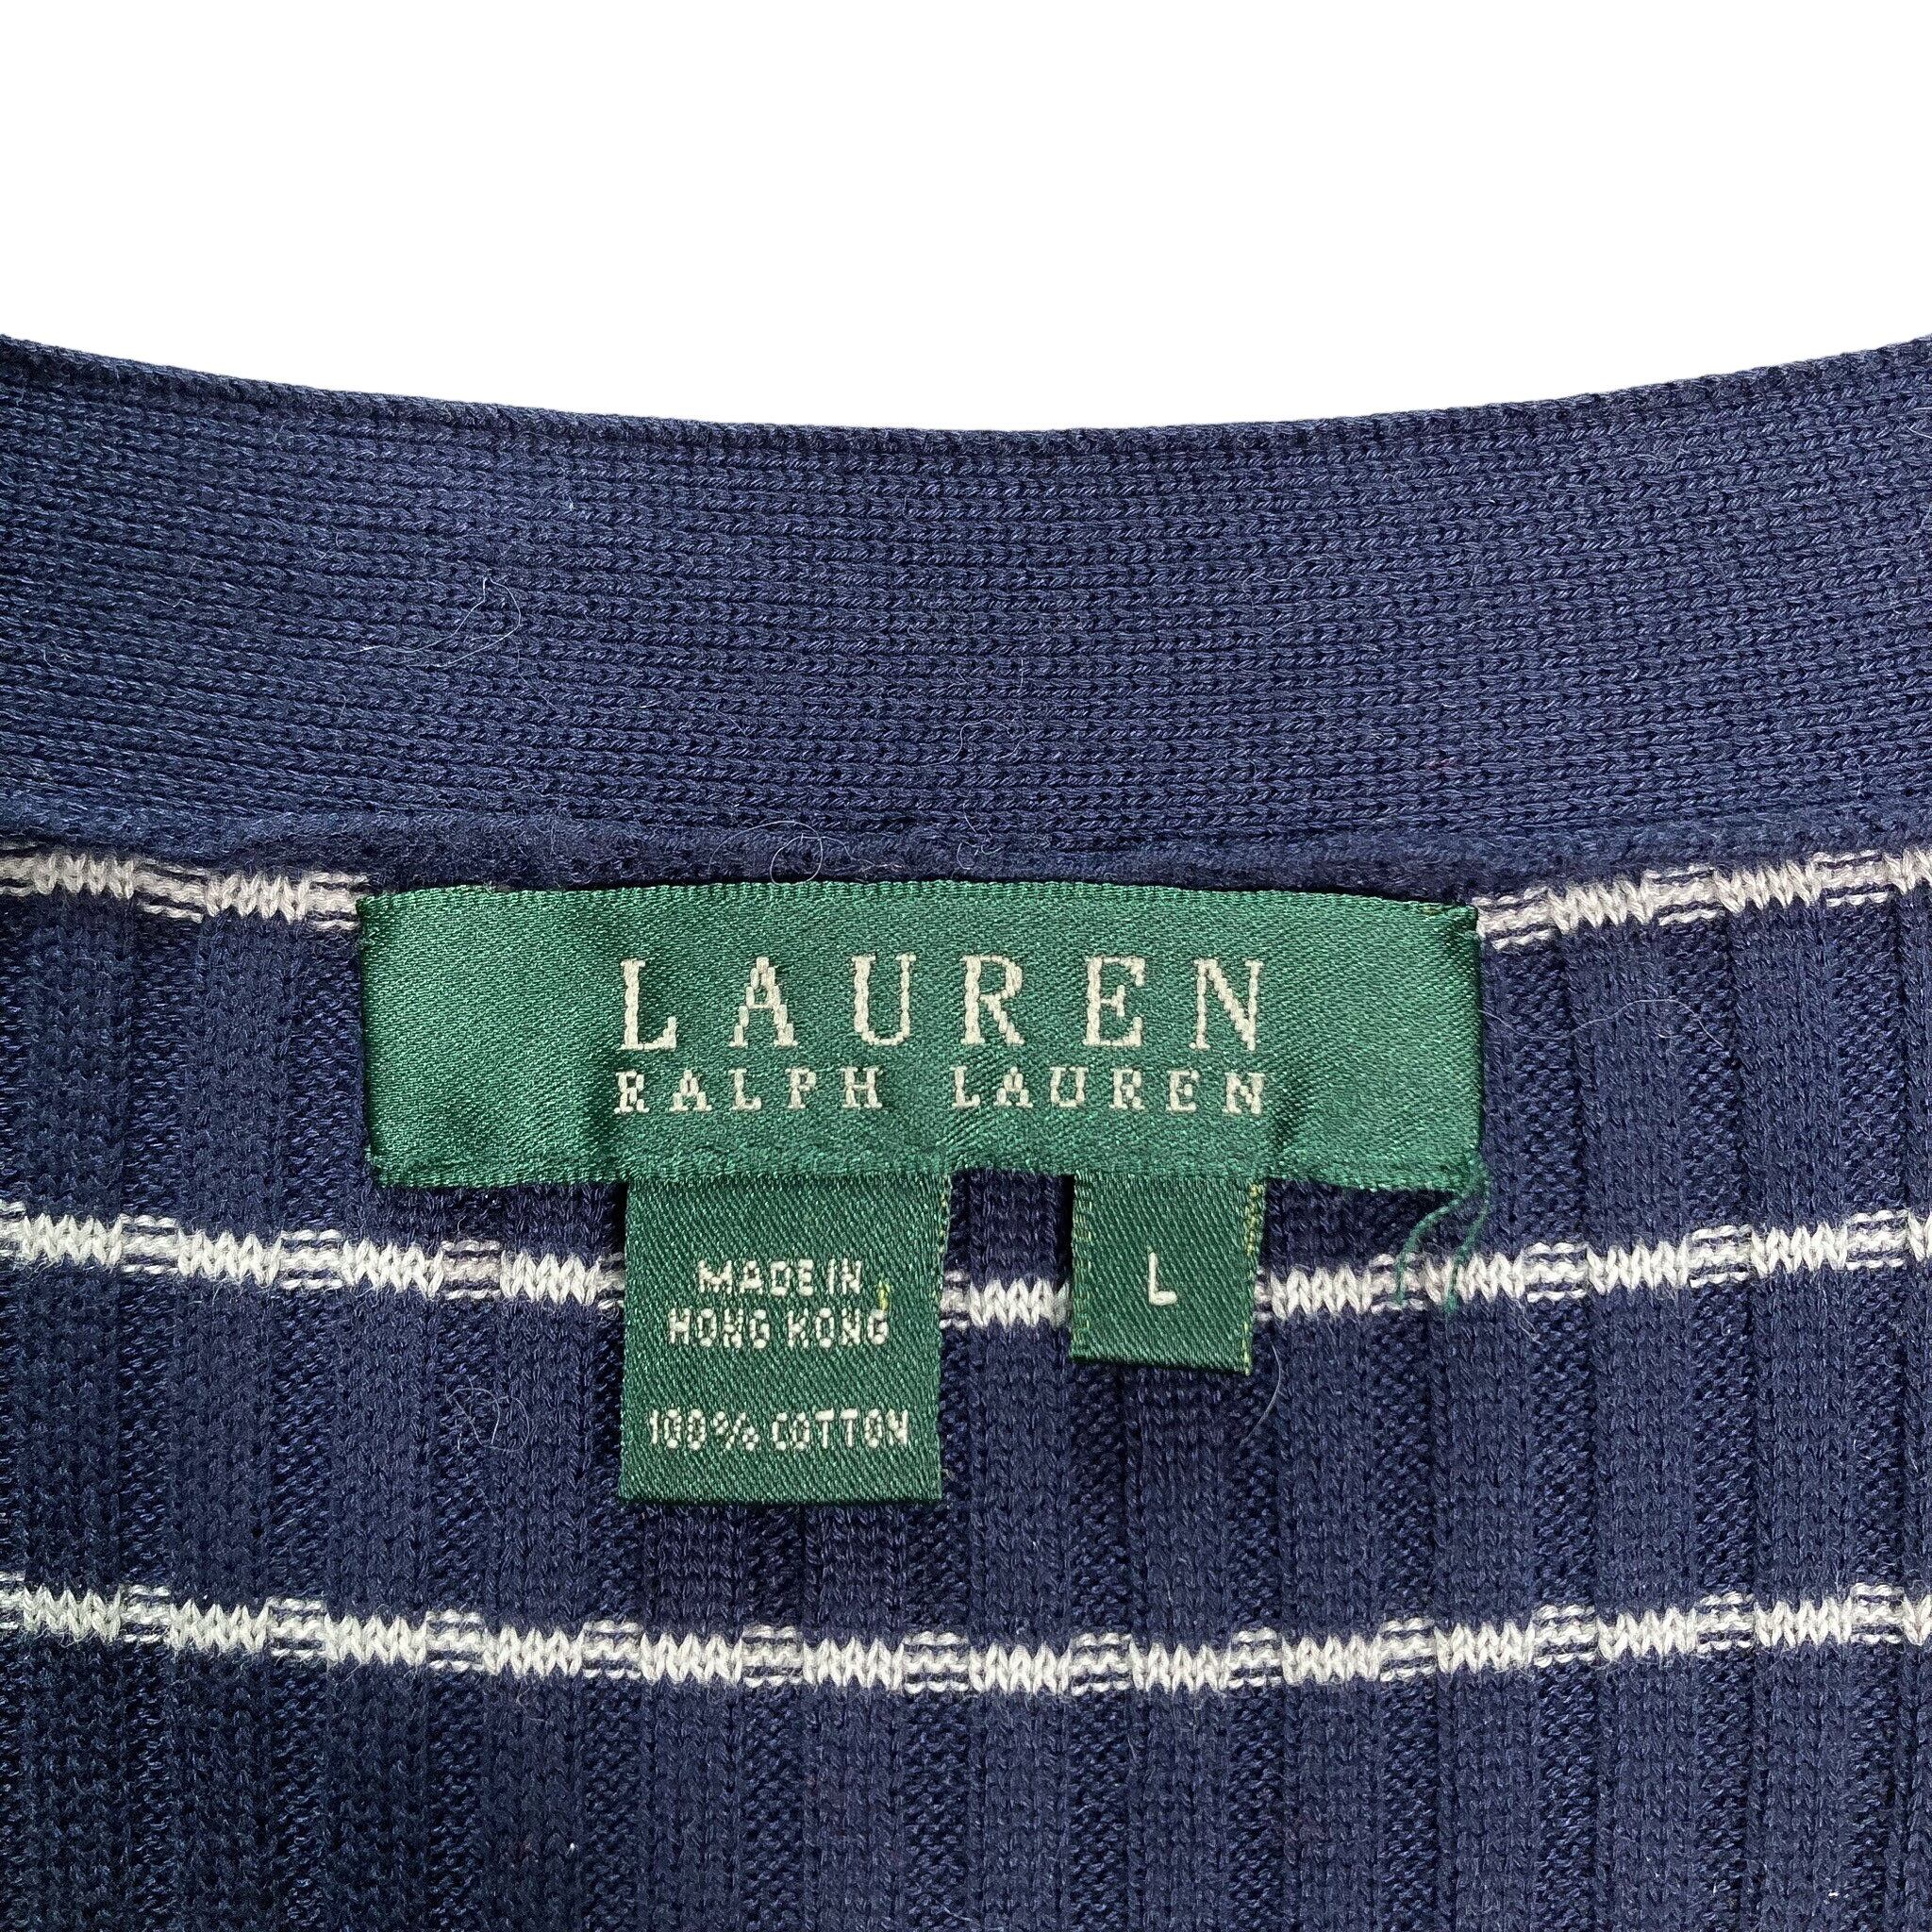 LAUREN
RALPH LAUREN
MADE IN
HONG KONG
100% COTTON
L